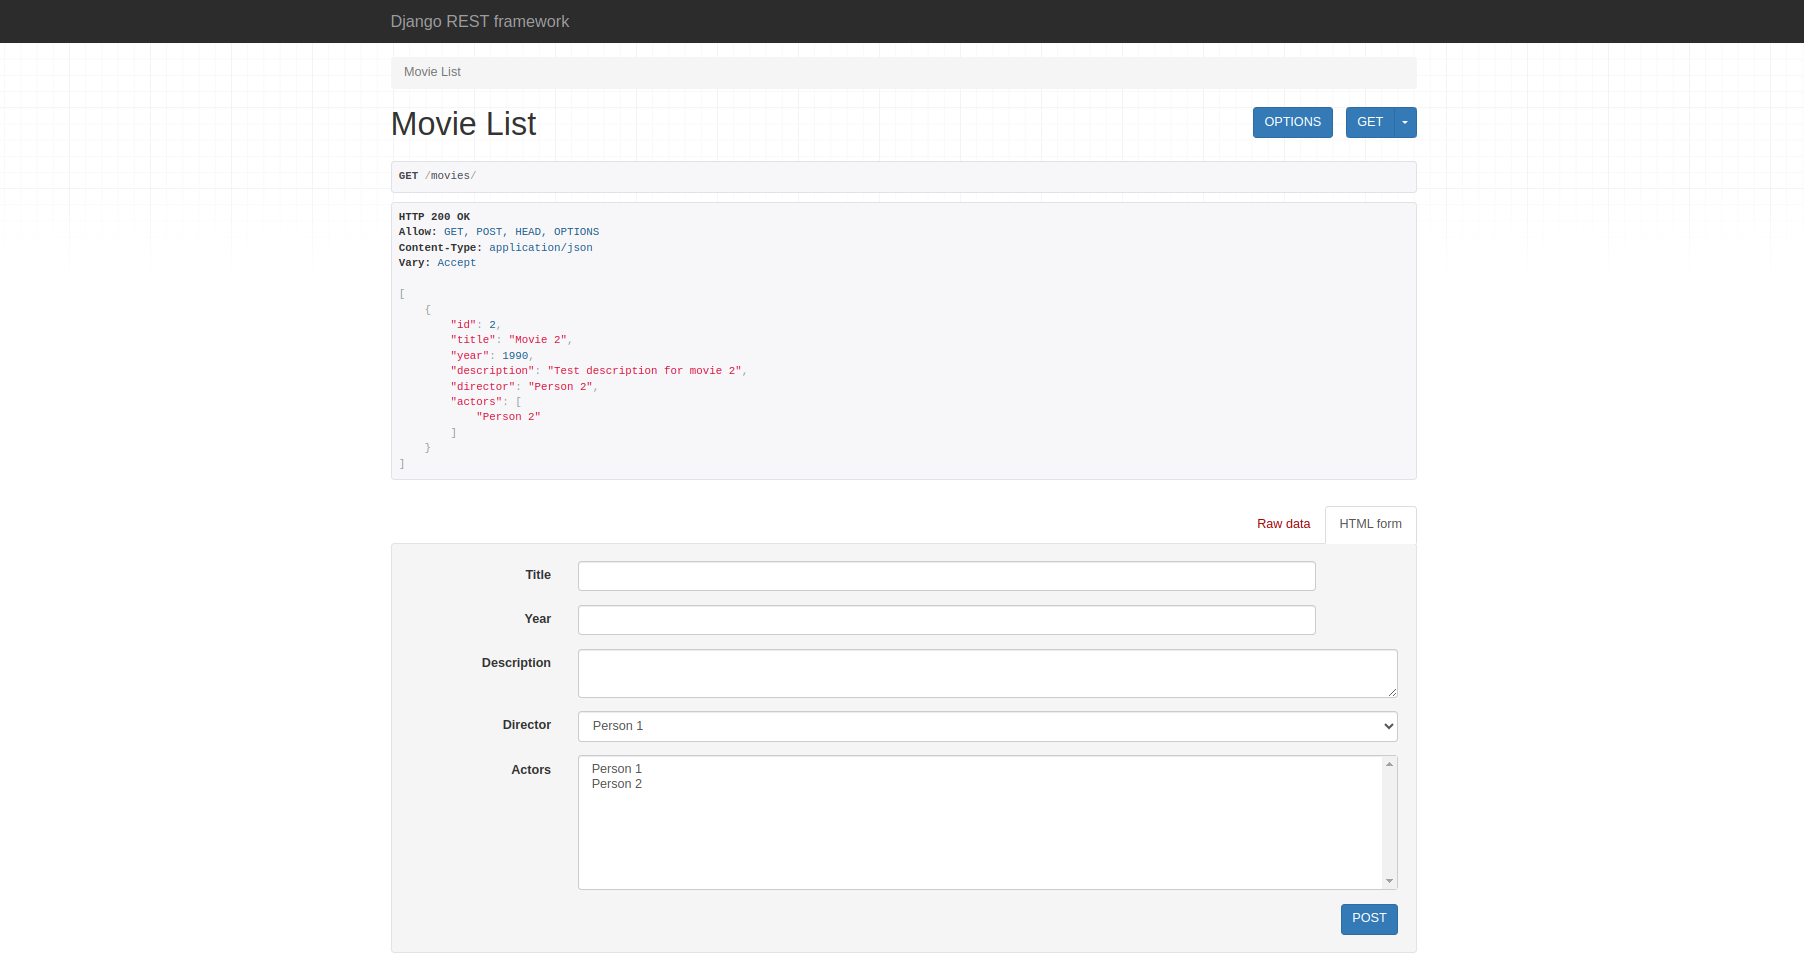 Django REST framework
Movie List
Movie List
OPTIONS
GET
GET /movies/
HTTP 200 OK
Allow: GET, POST, HEAD, OPTIONS
Content-Type: application/json
Vary: Accept
[
    {
        "id": 2,
        "title": "Movie 2",
        "year": 1990,
        "description": "Test description for movie 2",
        "director": "Person 2",
        "actors": [
            "Person 2"
        ]
    }
]
Raw data
HTML form
Title
Year
Description
Director
Person 1
Actors
Person 1
Person 2
POST